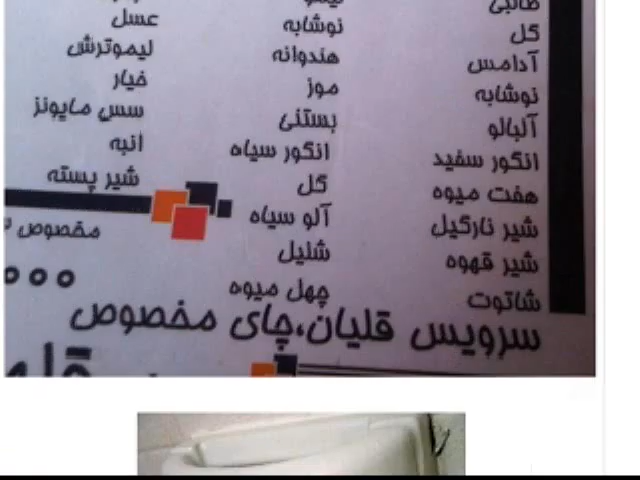 طالبی
گل
آدامس
نوشابه
آلبالو
انگور سفید
هفت میوه
شیر نارگیل
شیر قهوه
شاتوت
لیمو
نوشابه
هندوانه
موز
بستنی
انگور سیاه
گل
آلو سیاه
شلیل
چهل میوه
عسل
لیموترش
خیار
سس مایونز
انبه
شیر پسته
مخصوص
سرویس قلیان،چای مخصوص